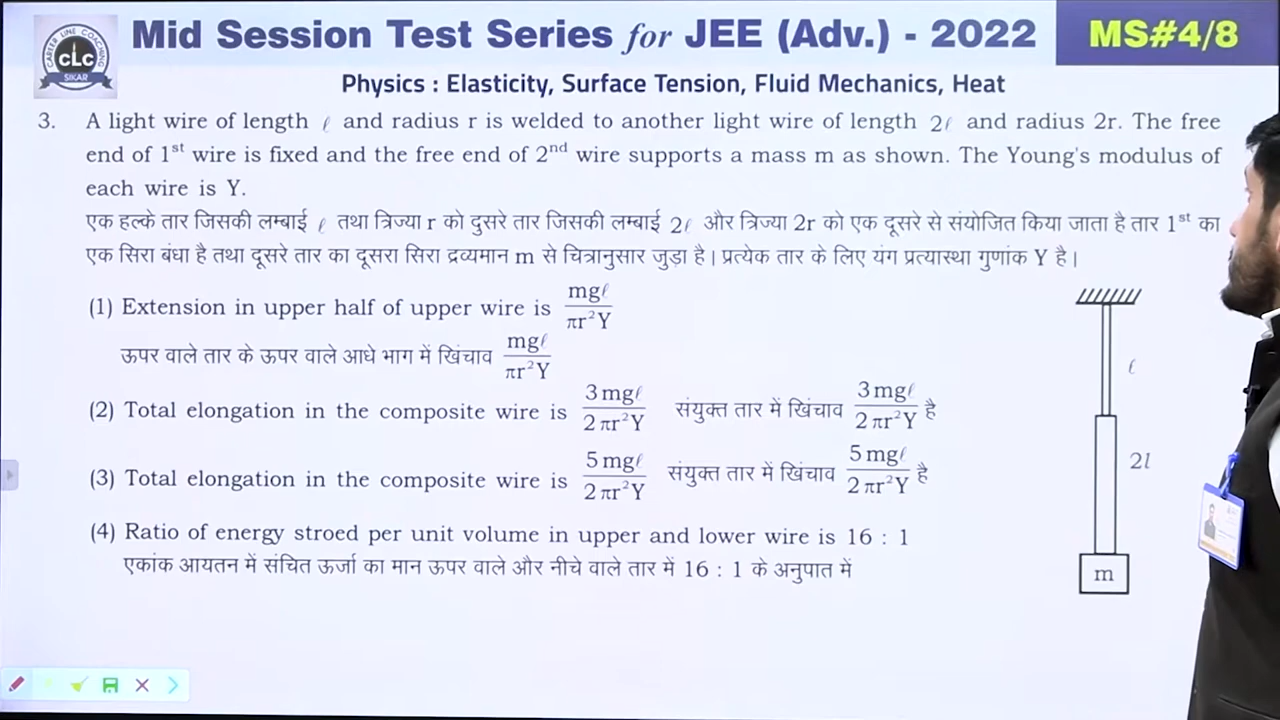 CAREER LINE COACHING
CLC
SIKAR
Mid Session Test Series for JEE (Adv.) - 2022
MS#4/8
Physics : Elasticity, Surface Tension, Fluid Mechanics, Heat
3. A light wire of length ℓ and radius r is welded to another light wire of length 2ℓ and radius 2r. The free
end of 1st wire is fixed and the free end of 2nd wire supports a mass m as shown. The Young's modulus of
each wire is Y.
एक हल्के तार जिसकी लम्बाई ℓ तथा त्रिज्या r को दुसरे तार जिसकी लम्बाई 2ℓ और त्रिज्या 2r को एक दूसरे से संयोजित किया जाता है तार 1st का
एक सिरा बंधा है तथा दूसरे तार का दूसरा सिरा द्रव्यमान m से चित्रानुसार जुड़ा है। प्रत्येक तार के लिए यंग प्रत्यास्था गुणांक Y है।
(1) Extension in upper half of upper wire is mgℓ/πr²Y
ऊपर वाले तार के ऊपर वाले आधे भाग में खिंचाव mgℓ/πr²Y
(2) Total elongation in the composite wire is 3mgℓ/2πr²Y संयुक्त तार में खिंचाव 3mgℓ/2πr²Y है
(3) Total elongation in the composite wire is 5mgℓ/2πr²Y संयुक्त तार में खिंचाव 5mgℓ/2πr²Y है
(4) Ratio of energy stroed per unit volume in upper and lower wire is 16 : 1
एकांक आयतन में संचित ऊर्जा का मान ऊपर वाले और नीचे वाले तार में 16 : 1 के अनुपात में
ℓ
2l
m